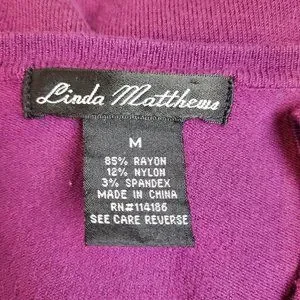 Linda Matthews
M
85% RAYON
12% NYLON
3% SPANDEX
MADE IN CHINA
RN#114186
SEE CARE REVERSE